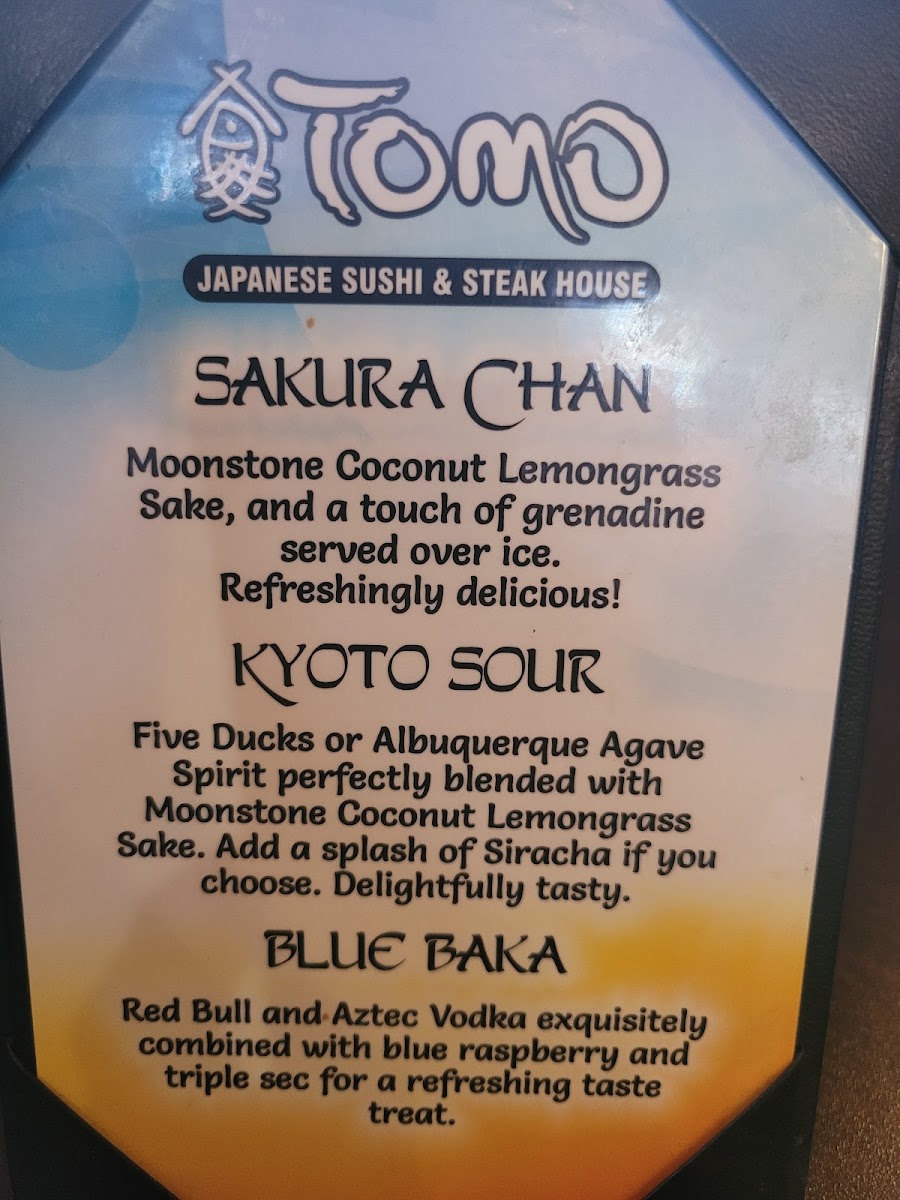 TOMO
JAPANESE SUSHI & STEAK HOUSE
SAKURA CHAN
Moonstone Coconut Lemongrass
Sake, and a touch of grenadine
served over ice.
Refreshingly delicious!
KYOTO SOUR
Five Ducks or Albuquerque Agave
Spirit perfectly blended with
Moonstone Coconut Lemongrass
Sake. Add a splash of Siracha if you
choose. Delightfully tasty.
BLUE BAKA
Red Bull and Aztec Vodka exquisitely
combined with blue raspberry and
triple sec for a refreshing taste
treat.